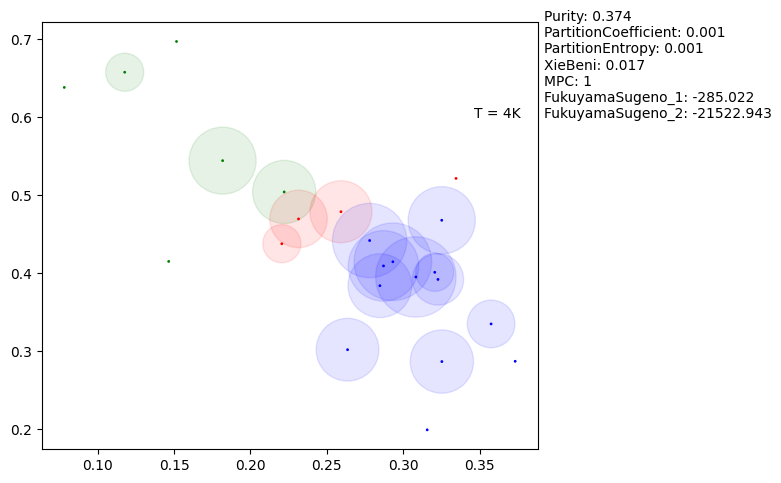 Purity: 0.374
PartitionCoefficient: 0.001
PartitionEntropy: 0.001
XieBeni: 0.017
MPC: 1
FukuyamaSugeno_1: -285.022
FukuyamaSugeno_2: -21522.943
T = 4K
0.7
0.6
0.5
0.4
0.3
0.2
0.10 0.15 0.20 0.25 0.30 0.35